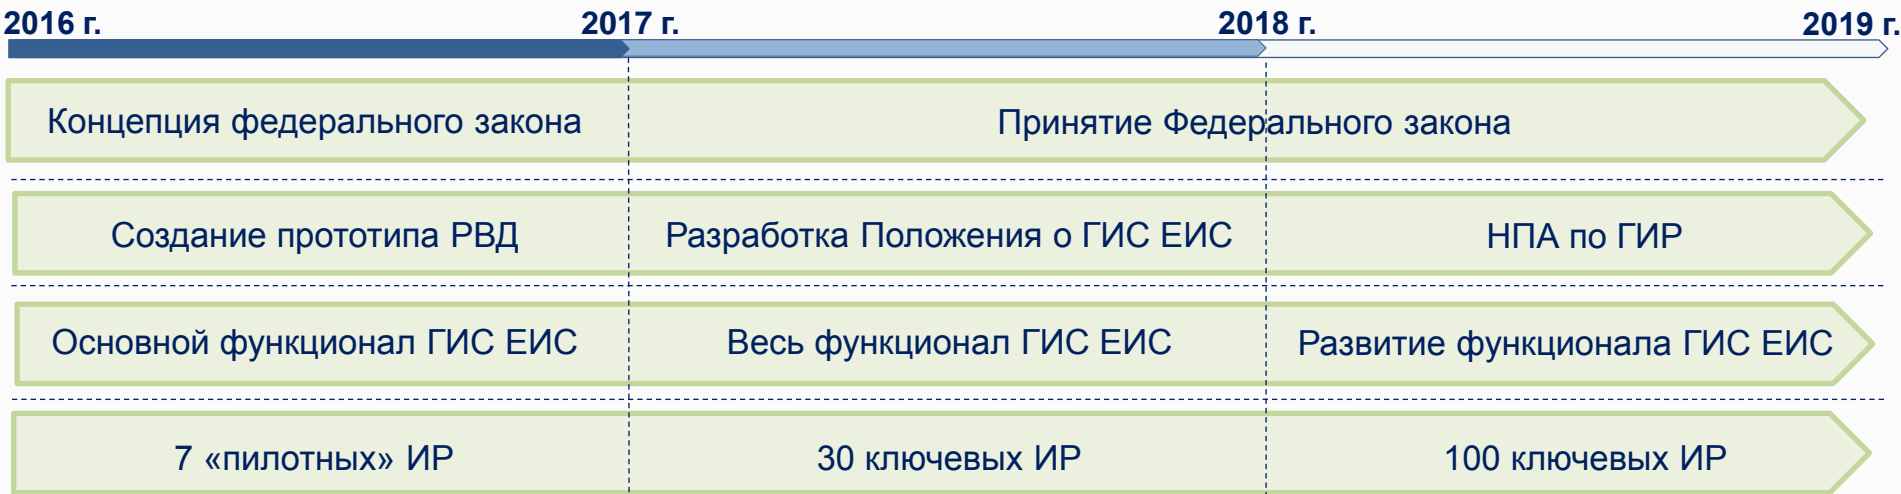 2016 г. 2017 г. 2018 г. 2019 г.
Концепция федерального закона Принятие Федерального закона
Создание прототипа РВД Разработка Положения о ГИС ЕИС НПА по ГИР
Основной функционал ГИС ЕИС Весь функционал ГИС ЕИС Развитие функционала ГИС ЕИС
7 «пилотных» ИР 30 ключевых ИР 100 ключевых ИР